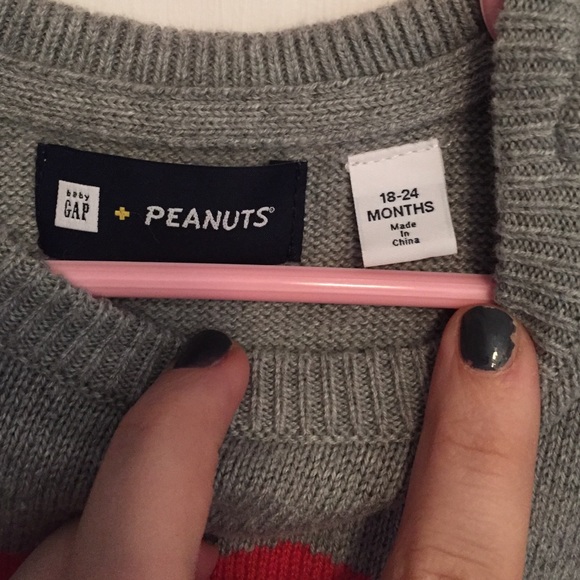 baby
GAP
+ PEANUTS®
18-24
MONTHS
Made
In
China